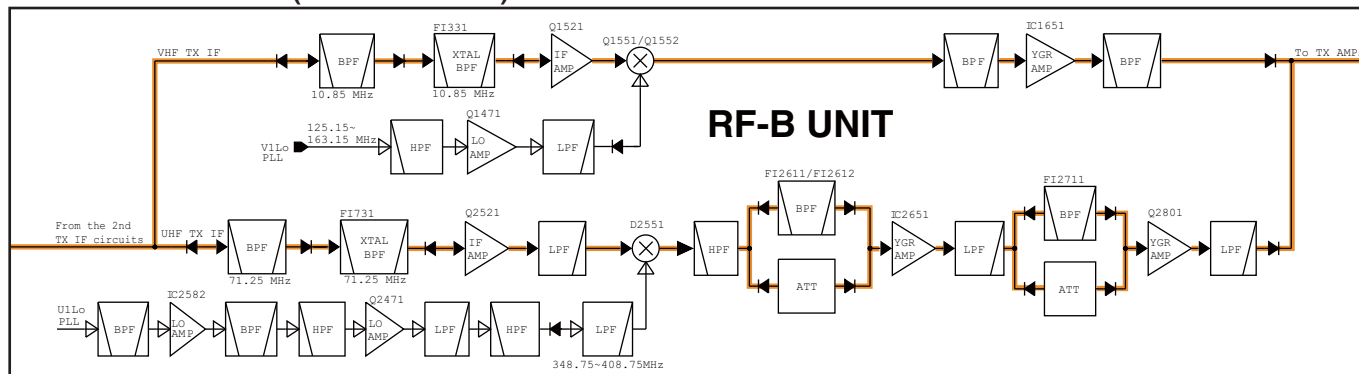 FI331
Q1521
Q1551/Q1552
IC1651
VHF TX IF
BPF
XTAL
BPF
IF
AMP
BPF
YGR
AMP
BPF
To TX AMP
10.85 MHz
10.85 MHz
Q1471
125.15~
163.15 MHz
V1Lo
PLL
HPF
LO
AMP
LPF
RF-B UNIT
FI2611/FI2612
FI2711
From the 2nd
TX IF circuits
UHF TX IF
FI731
Q2521
D2551
BPF
IC2651
BPF
Q2801
BPF
XTAL
BPF
IF
AMP
LPF
HPF
YGR
AMP
LPF
YGR
AMP
LPF
71.25 MHz
71.25 MHz
ATT
ATT
IC2582
Q2471
U1Lo
PLL
BPF
LO
AMP
BPF
HPF
LO
AMP
LPF
HPF
LPF
348.75~408.75MHz